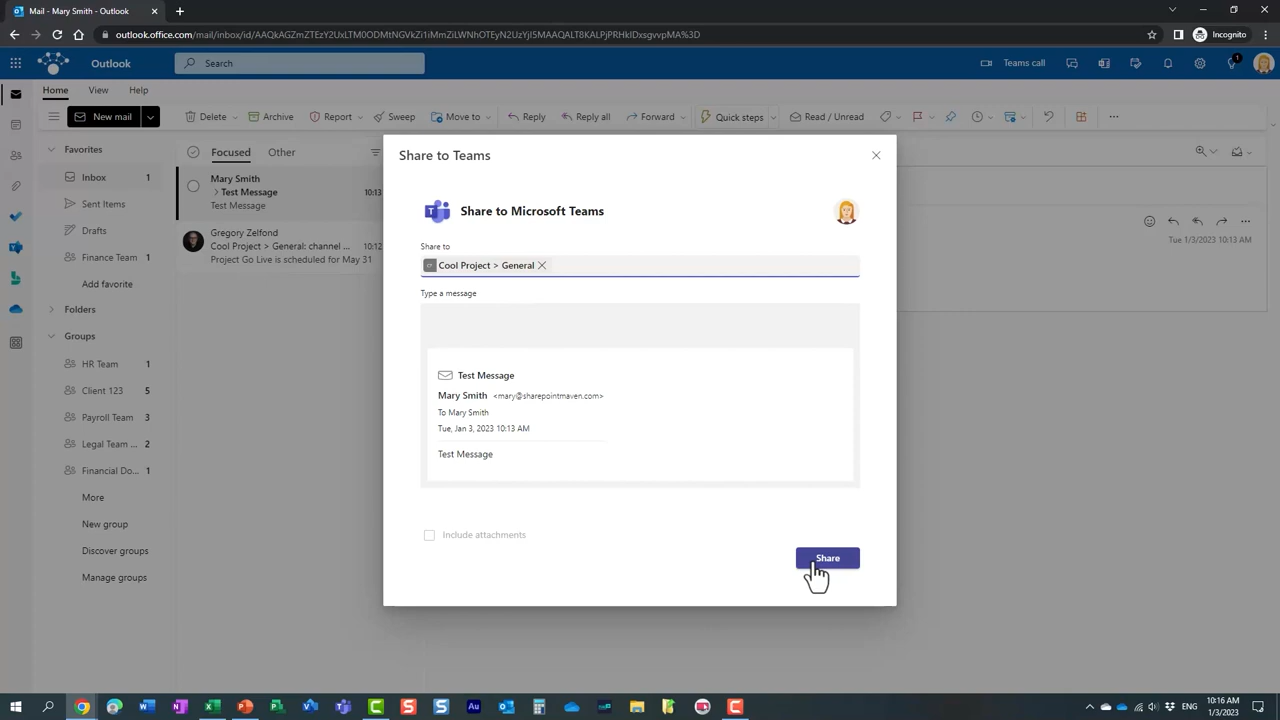 Mail - Mary Smith - Outlook
Incognito
outlook.office.com/mail/inbox/id/AAQkAGZmZTEzY2UxLTM0ODMtNGVkZi1iMmZiLWNhOTEyN2UzYjM5MAAQALT8KALPjPRHkIDxsgvvpMA%3D
Outlook
Search
Teams call
1
Home
View
Help
New mail
Delete
Archive
Report
Sweep
Move to
Reply
Reply all
Forward
Quick steps
Read / Unread
Favorites
Inbox 1
Sent Items
Drafts
Finance Team 1
Add favorite
Folders
Groups
HR Team 1
Client 123 5
Payroll Team 3
Legal Team ... 2
Financial Do... 1
More
New group
Discover groups
Manage groups
Focused
Other
Mary Smith
> Test Message 10:13
Test Message
Gregory Zelfond
Cool Project > General: channel ... 10:12
Project Go Live is scheduled for May 31
Tue 1/3/2023 10:13 AM
Share to Teams
Share to Microsoft Teams
Share to
Cool Project > General
Type a message
Test Message
Mary Smith <mary@sharepointmaven.com>
To Mary Smith
Tue, Jan 3, 2023 10:13 AM
Test Message
Include attachments
Share
ENG
10:16 AM
1/3/2023